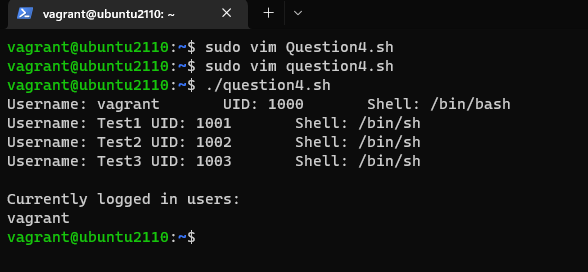 vagrant@ubuntu2110: ~
vagrant@ubuntu2110:~$ sudo vim Question4.sh
vagrant@ubuntu2110:~$ sudo vim question4.sh
vagrant@ubuntu2110:~$ ./question4.sh
Username: vagrant       UID: 1000       Shell: /bin/bash
Username: Test1 UID: 1001       Shell: /bin/sh
Username: Test2 UID: 1002       Shell: /bin/sh
Username: Test3 UID: 1003       Shell: /bin/sh
Currently logged in users:
vagrant
vagrant@ubuntu2110:~$